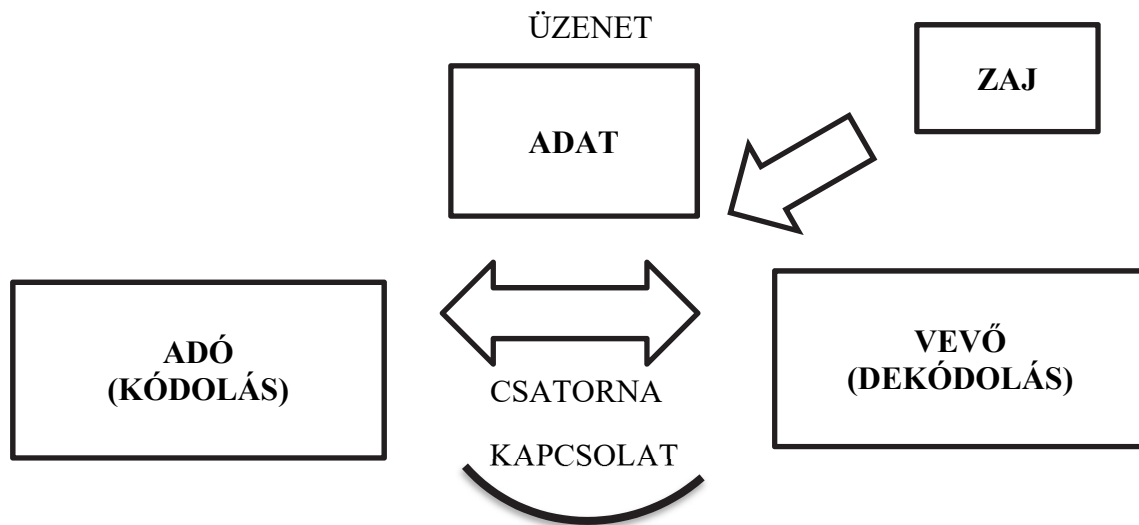 ÜZENET
ZAJ
ADAT
ADÓ
(KÓDOLÁS)
VEVŐ
(DEKÓDOLÁS)
CSATORNA
KAPCSOLAT